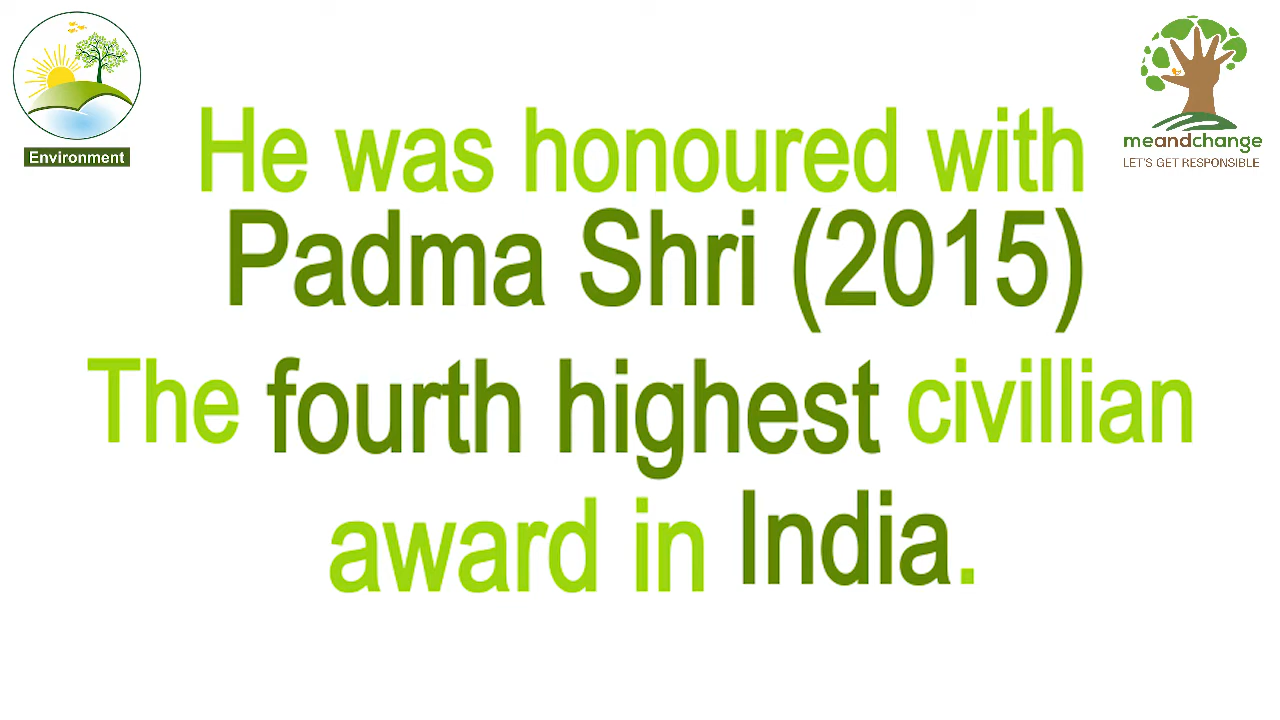 Environment
meandchange
LET'S GET RESPONSIBLE
He was honoured with
Padma Shri (2015)
The fourth highest civillian
award in India.